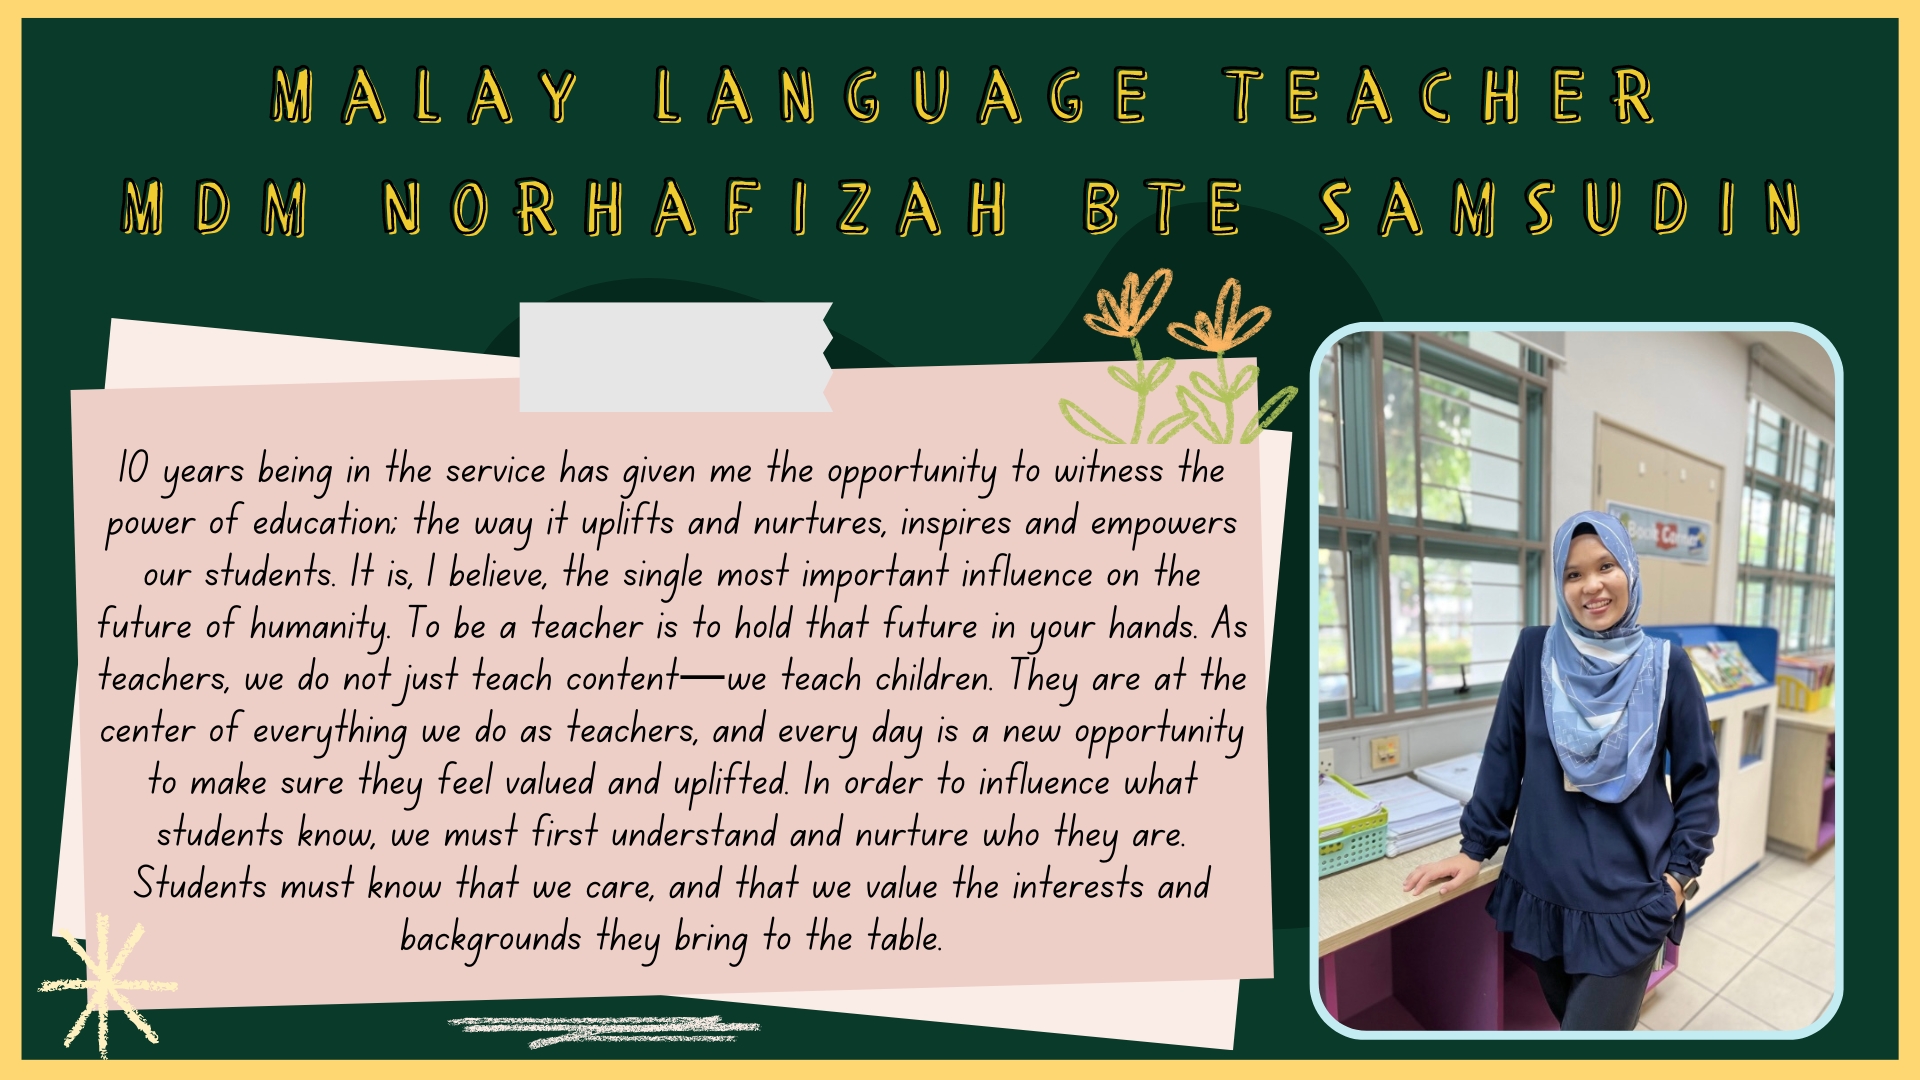 MALAY LANGUAGE TEACHER
MDM NORHAFIZAH BTE SAMSUDIN
10 years being in the service has given me the opportunity to witness the
power of education; the way it uplifts and nurtures, inspires and empowers
our students. It is, I believe, the single most important influence on the
future of humanity. To be a teacher is to hold that future in your hands. As
teachers, we do not just teach content—we teach children. They are at the
center of everything we do as teachers, and every day is a new opportunity
to make sure they feel valued and uplifted. In order to influence what
students know, we must first understand and nurture who they are.
Students must know that we care, and that we value the interests and
backgrounds they bring to the table.
Book